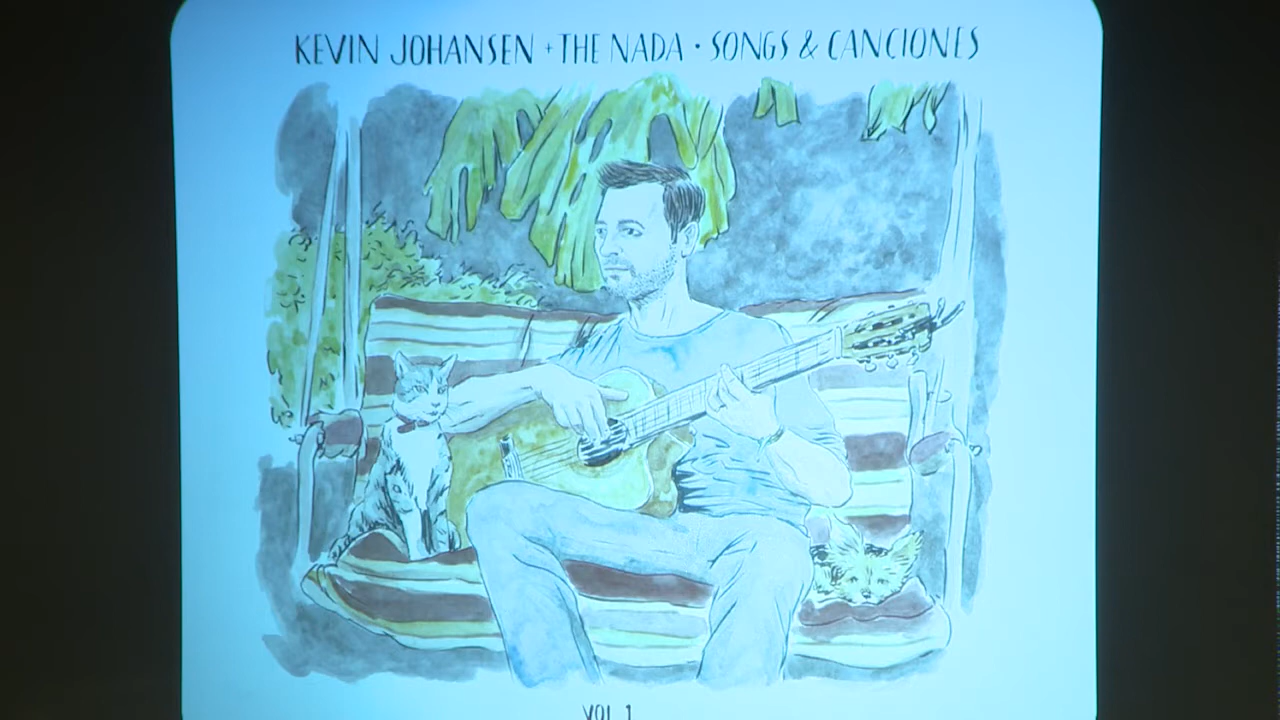 KEVIN JOHANSEN + THE NADA • SONGS & CANCIONES
VOL 1